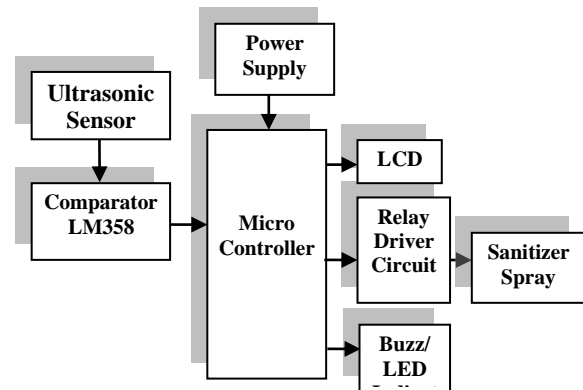 Power
Supply
Ultrasonic
Sensor
Comparator
LM358
Micro
Controller
LCD
Relay
Driver
Circuit
Sanitizer
Spray
Buzz/
LED